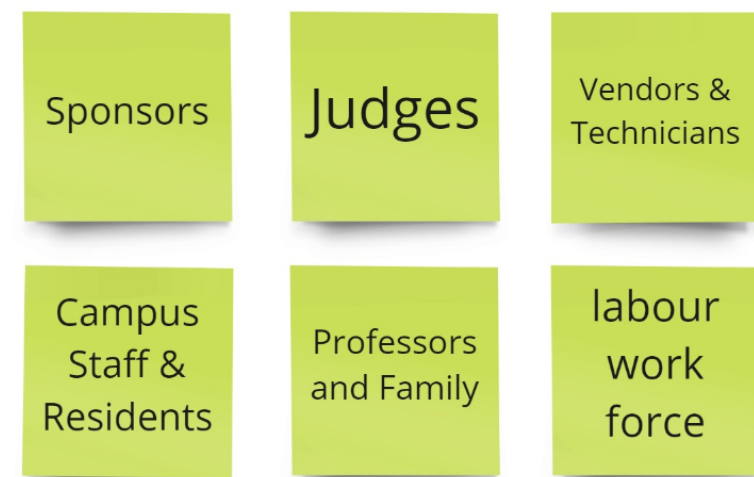 Sponsors
Judges
Vendors &
Technicians
Campus
Staff &
Residents
Professors
and Family
labour
work
force